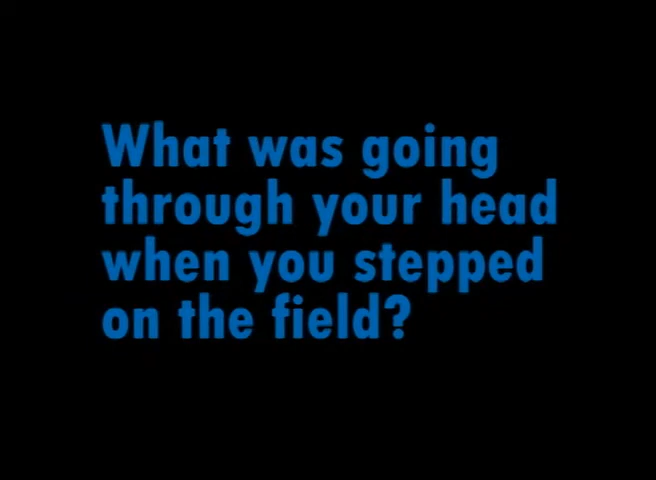 What was going
through your head
when you stepped
on the field?